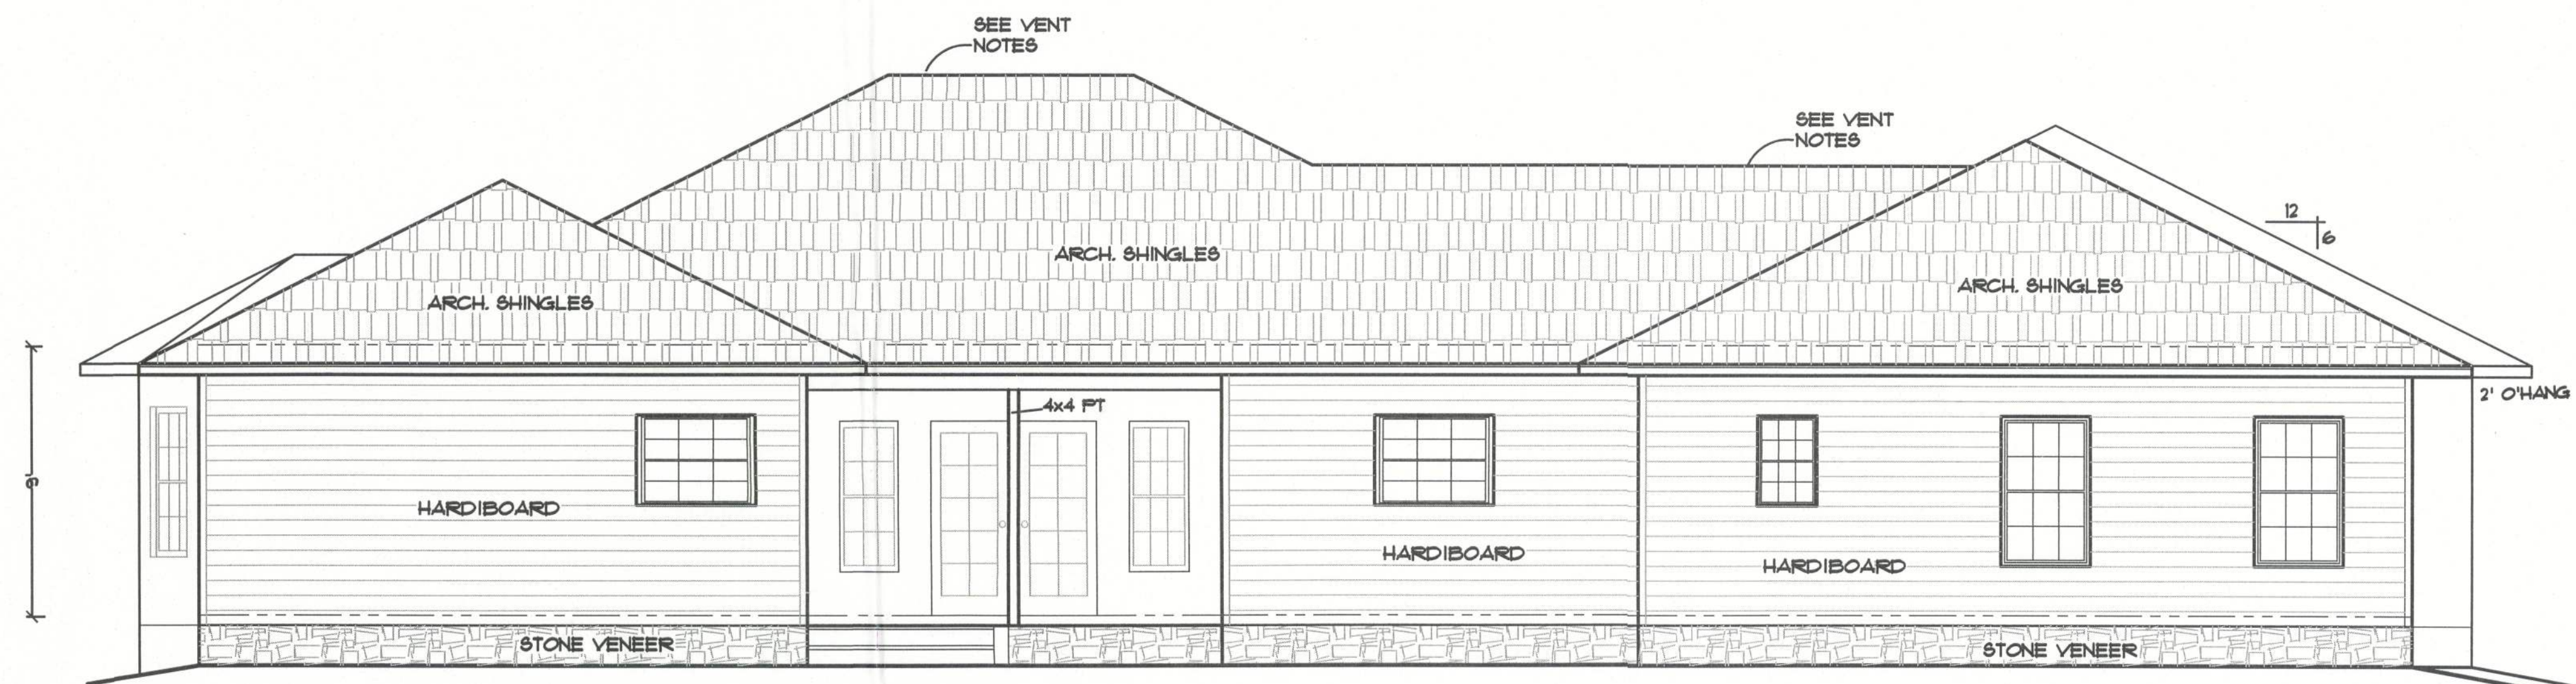 SEE VENT
NOTES
SEE VENT
NOTES
12
6
ARCH. SHINGLES
ARCH. SHINGLES
ARCH. SHINGLES
2' O'HANG
4x4 PT
9'
HARDIBOARD
HARDIBOARD
HARDIBOARD
STONE VENEER
STONE VENEER